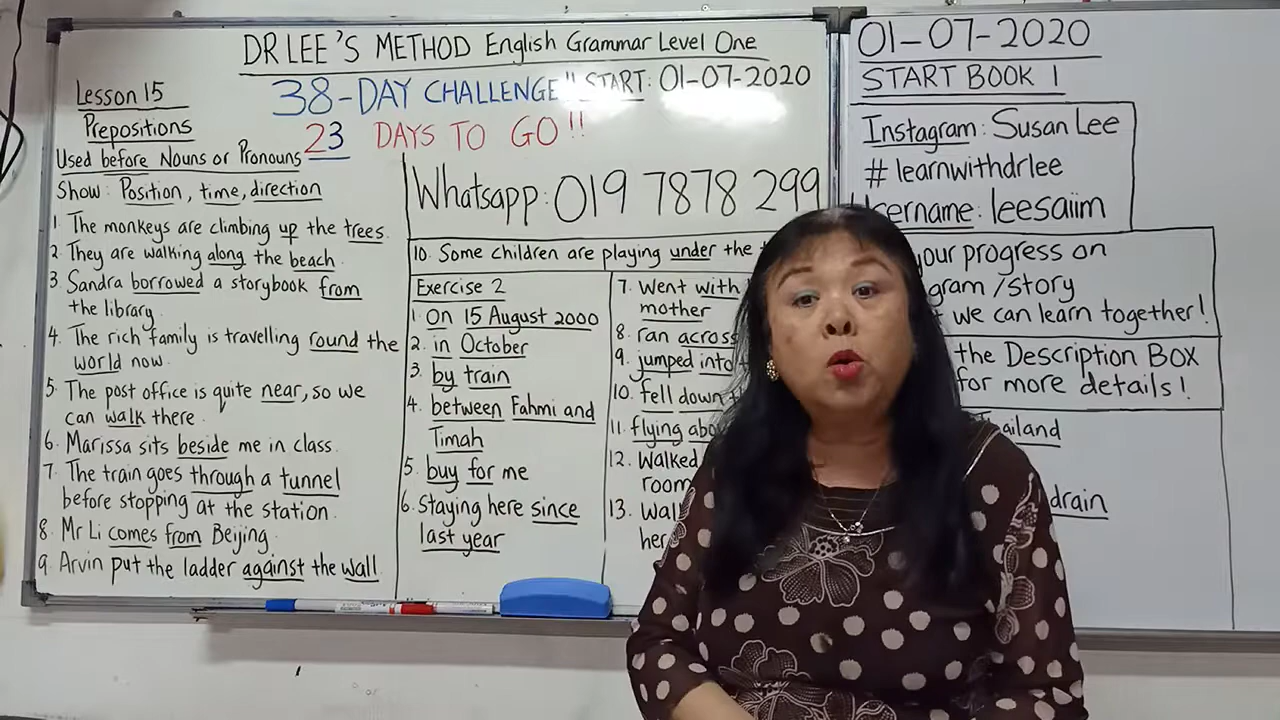 DR LEE'S METHOD English Grammar Level One
38-DAY CHALLENGE!! START: 01-07-2020
23 DAYS TO GO!!
Lesson 15
Prepositions
Used before Nouns or Pronouns
Show: Position, time, direction
1. The monkeys are climbing up the trees.
2. They are walking along the beach.
3. Sandra borrowed a storybook from
the library.
4. The rich family is travelling round the
world now.
5. The post office is quite near, so we
can walk there.
6. Marissa sits beside me in class.
7. The train goes through a tunnel
before stopping at the station.
8. Mr Li comes from Beijing.
9. Arvin put the ladder against the wall.
Whatsapp: 019 7878 299
10. Some children are playing under the
Exercise 2
1. On 15 August 2000
2. in October
3. by train
4. between Fahmi and
Timah
5. buy for me
6. Staying here since
last year
7. Went with
mother
8. ran across
9. jumped into
10. fell down
11. flying
12. Walked
room
13.
01-07-2020
START BOOK 1
Instagram: Susan Lee
# learnwithdrlee
Username: leesaiim
your progress on
/story
we can learn together!
the Description Box
for more details!
Thailand
drain